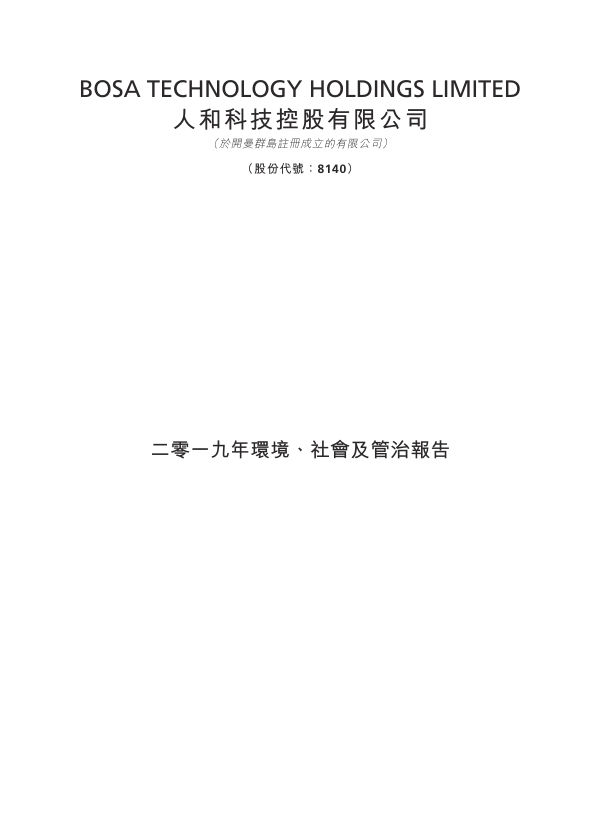 BOSA TECHNOLOGY HOLDINGS LIMITED
人和科技控股有限公司
（於開曼群島註冊成立的有限公司）
（股份代號：8140）
二零一九年環境、社會及管治報告